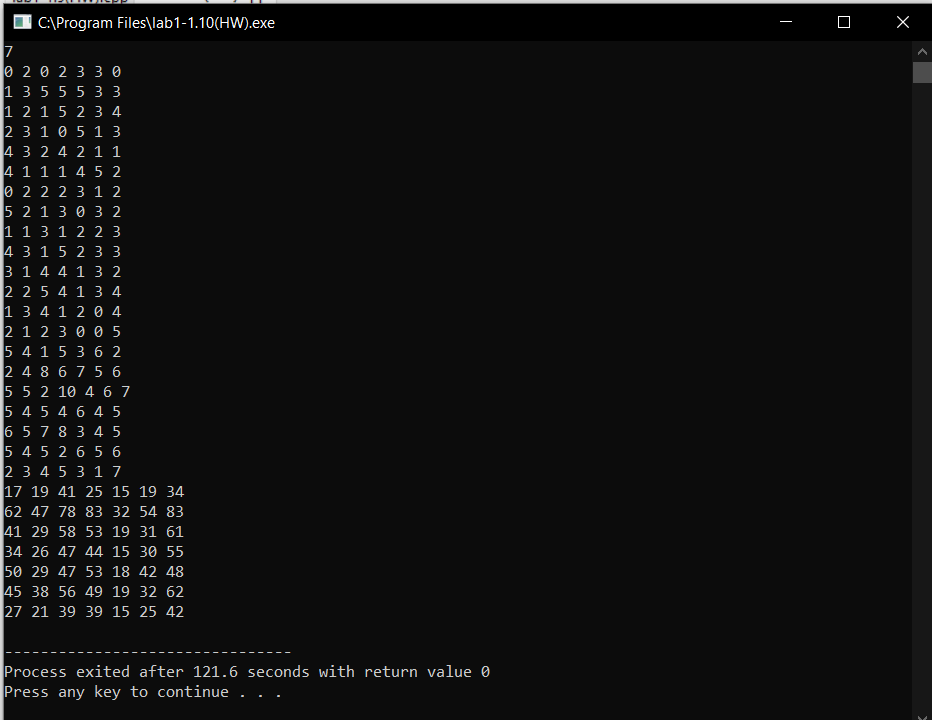 C:\Program Files\lab1-1.10(HW).exe
7
0 2 0 2 3 3 0
1 3 5 5 5 3 3
1 2 1 5 2 3 4
2 3 1 0 5 1 3
4 3 2 4 2 1 1
4 1 1 1 4 5 2
0 2 2 2 3 1 2
5 2 1 3 0 3 2
1 1 3 1 2 2 3
4 3 1 5 2 3 3
3 1 4 4 1 3 2
2 2 5 4 1 3 4
1 3 4 1 2 0 4
2 1 2 3 0 0 5
5 4 1 5 3 6 2
2 4 8 6 7 5 6
5 5 2 10 4 6 7
5 4 5 4 6 4 5
6 5 7 8 3 4 5
5 4 5 2 6 5 6
2 3 4 5 3 1 7
17 19 41 25 15 19 34
62 47 78 83 32 54 83
41 29 58 53 19 31 61
34 26 47 44 15 30 55
50 29 47 53 18 42 48
45 38 56 49 19 32 62
27 21 39 39 15 25 42
--------------------------------
Process exited after 121.6 seconds with return value 0
Press any key to continue . . .